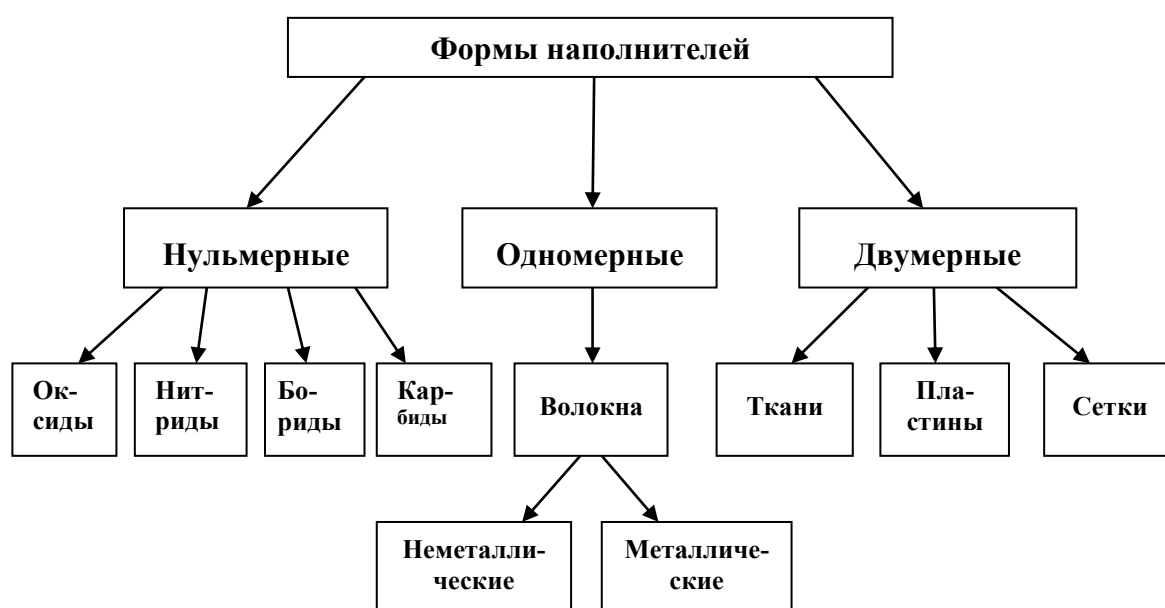 Формы наполнителей
Нульмерные
Одномерные
Двумерные
Ок-
сиды
Нит-
риды
Бо-
риды
Кар-
биды
Волокна
Ткани
Пла-
стины
Сетки
Неметалли-
ческие
Металличе-
ские